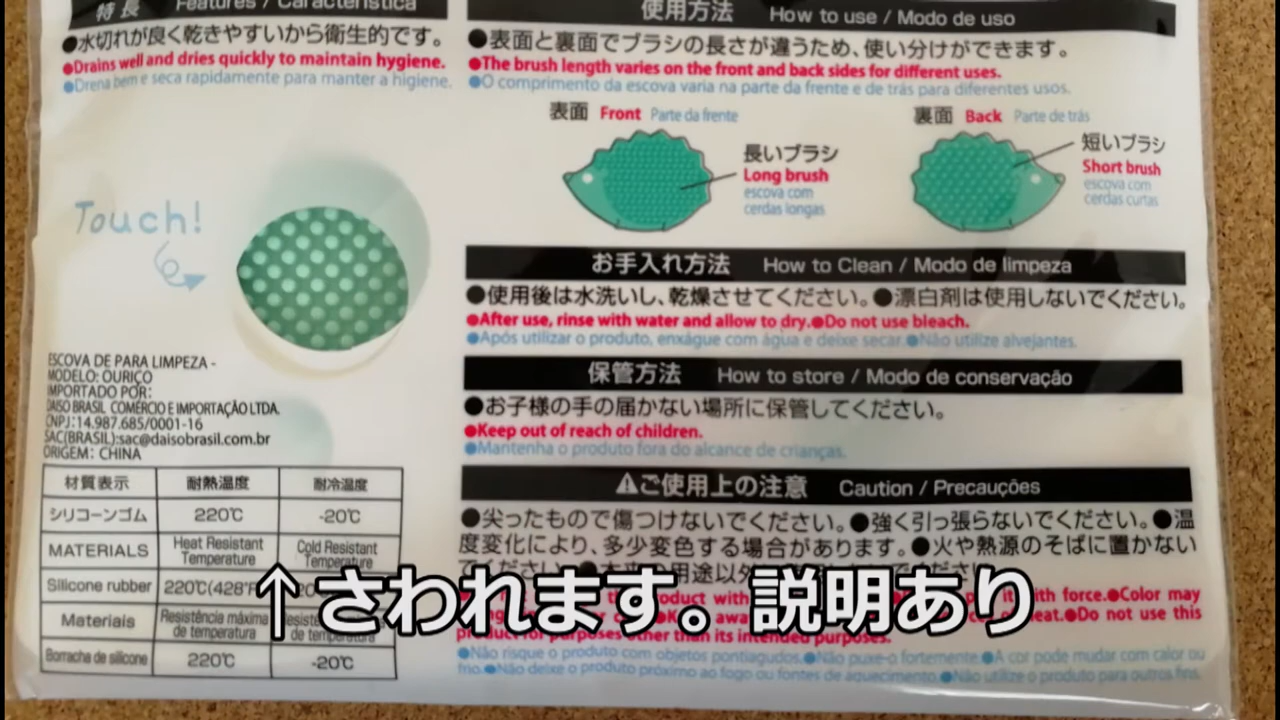 特長 Features / Característica
●水切れが良く乾きやすいから衛生的です。
●Drains well and dries quickly to maintain hygiene.
●Drena bem e seca rapidamente para manter a higiene.
Touch!
ESCOVA DE PARA LIMPEZA -
MODELO: OURIÇO
IMPORTADO POR:
DAISO BRASIL COMÉRCIO E IMPORTAÇÃO LTDA.
CNPJ:14.987.685/0001-16
SAC(BRASIL):sac@daisobrasil.com.br
ORIGEM: CHINA
材質表示 耐熱温度 耐冷温度
シリコーンゴム 220℃ -20℃
MATERIALS Heat Resistant Temperature Cold Resistant Temperature
Silicone rubber 220℃(428°F
Materiais Resistência máxima de temperatura de temperatura
Borracha de silicone 220℃ -20℃
使用方法 How to use / Modo de uso
●表面と裏面でブラシの長さが違うため、使い分けができます。
●The brush length varies on the front and back sides for different uses.
●O comprimento da escova varia na parte da frente e de trás para diferentes usos.
表面 Front Parte da frente
長いブラシ
Long brush
escova com
cerdas longas
裏面 Back Parte de trás
短いブラシ
Short brush
escova com
cerdas curtas
お手入れ方法 How to Clean / Modo de limpeza
●使用後は水洗いし、乾燥させてください。●漂白剤は使用しないでください。
●After use, rinse with water and allow to dry.●Do not use bleach.
●Após utilizar o produto, enxágue com água e deixe secar.●Não utilize alvejantes.
保管方法 How to store / Modo de conservação
●お子様の手の届かない場所に保管してください。
●Keep out of reach of children.
●Mantenha o produto fora do alcance de crianças.
⚠ご使用上の注意 Caution / Precauções
●尖ったもので傷つけないでください。●強く引っ張らないでください。●温
度変化により、多少変色する場合があります。●火や熱源のそばに置かない
でください
product with with force.●Color may
●Do not use this
product for purposes other than its intended purposes.
●Não risque o produto com objetos pontiagudos.●Não puxe-o fortemente.●A cor pode mudar com calor ou
frio.●Não deixe o produto próximo ao fogo ou fontes de aquecimento.●Não utilize o produto para outros fins.
↑さわれます。説明あり